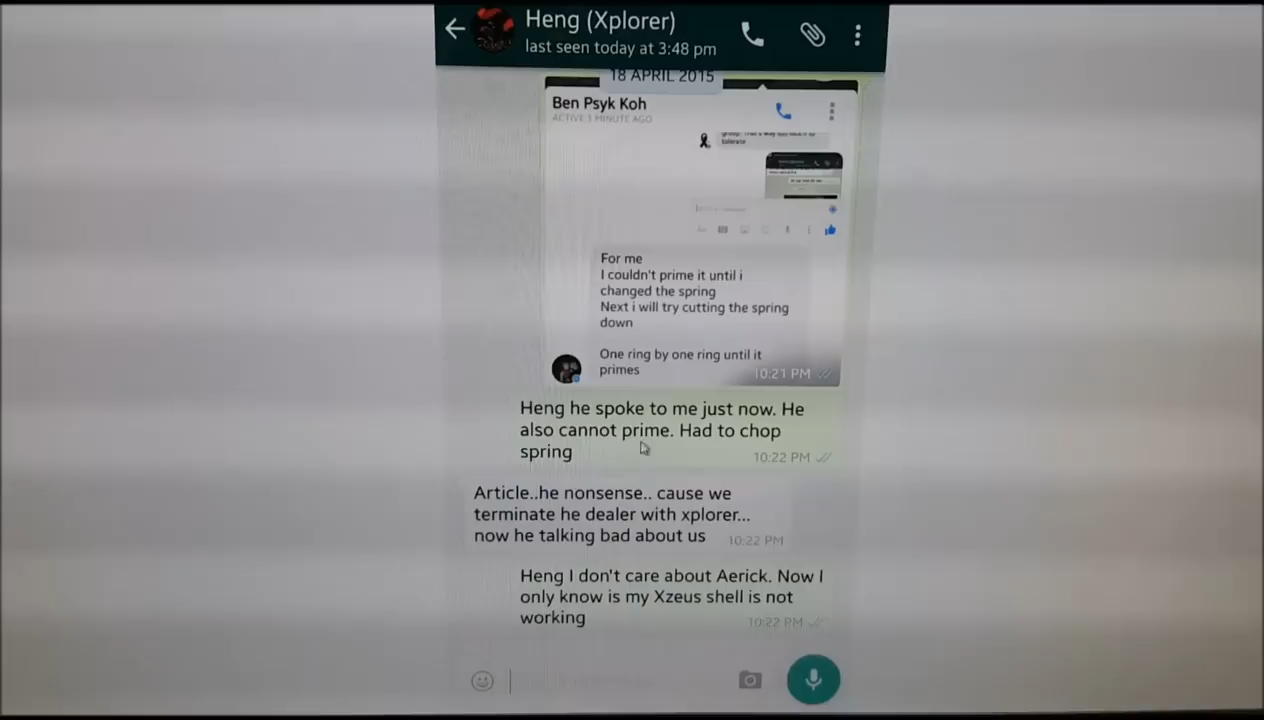 Heng (Xplorer)
last seen today at 3:48 pm
18 APRIL 2015
Ben Psyk Koh
ACTIVE 1 MINUTE AGO
tolerate
For me
I couldn't prime it until i
changed the spring
Next i will try cutting the spring
down
One ring by one ring until it
primes
10:21 PM
Heng he spoke to me just now. He
also cannot prime. Had to chop
spring
10:22 PM
Article..he nonsense.. cause we
terminate he dealer with xplorer...
now he talking bad about us
10:22 PM
Heng I don't care about Aerick. Now I
only know is my Xzeus shell is not
working
10:22 PM